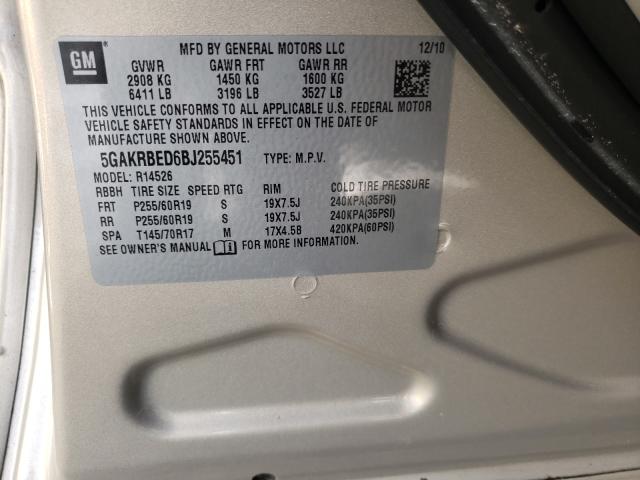 GM
MFD BY GENERAL MOTORS LLC 12/10
GVWR GAWR FRT GAWR RR
2908 KG 1450 KG 1600 KG
6411 LB 3196 LB 3527 LB
THIS VEHICLE CONFORMS TO ALL APPLICABLE U.S. FEDERAL MOTOR
VEHICLE SAFETY STANDARDS IN EFFECT ON THE DATE OF
MANUFACTURE SHOWN ABOVE.
5GAKRBED6BJ255451 TYPE: M.P.V.
MODEL: R14526
RBBH TIRE SIZE SPEED RTG RIM COLD TIRE PRESSURE
FRT P255/60R19 S 19X7.5J 240KPA(35PSI)
RR P255/60R19 S 19X7.5J 240KPA(35PSI)
SPA T145/70R17 M 17X4.5B 420KPA(60PSI)
SEE OWNER'S MANUAL FOR MORE INFORMATION.